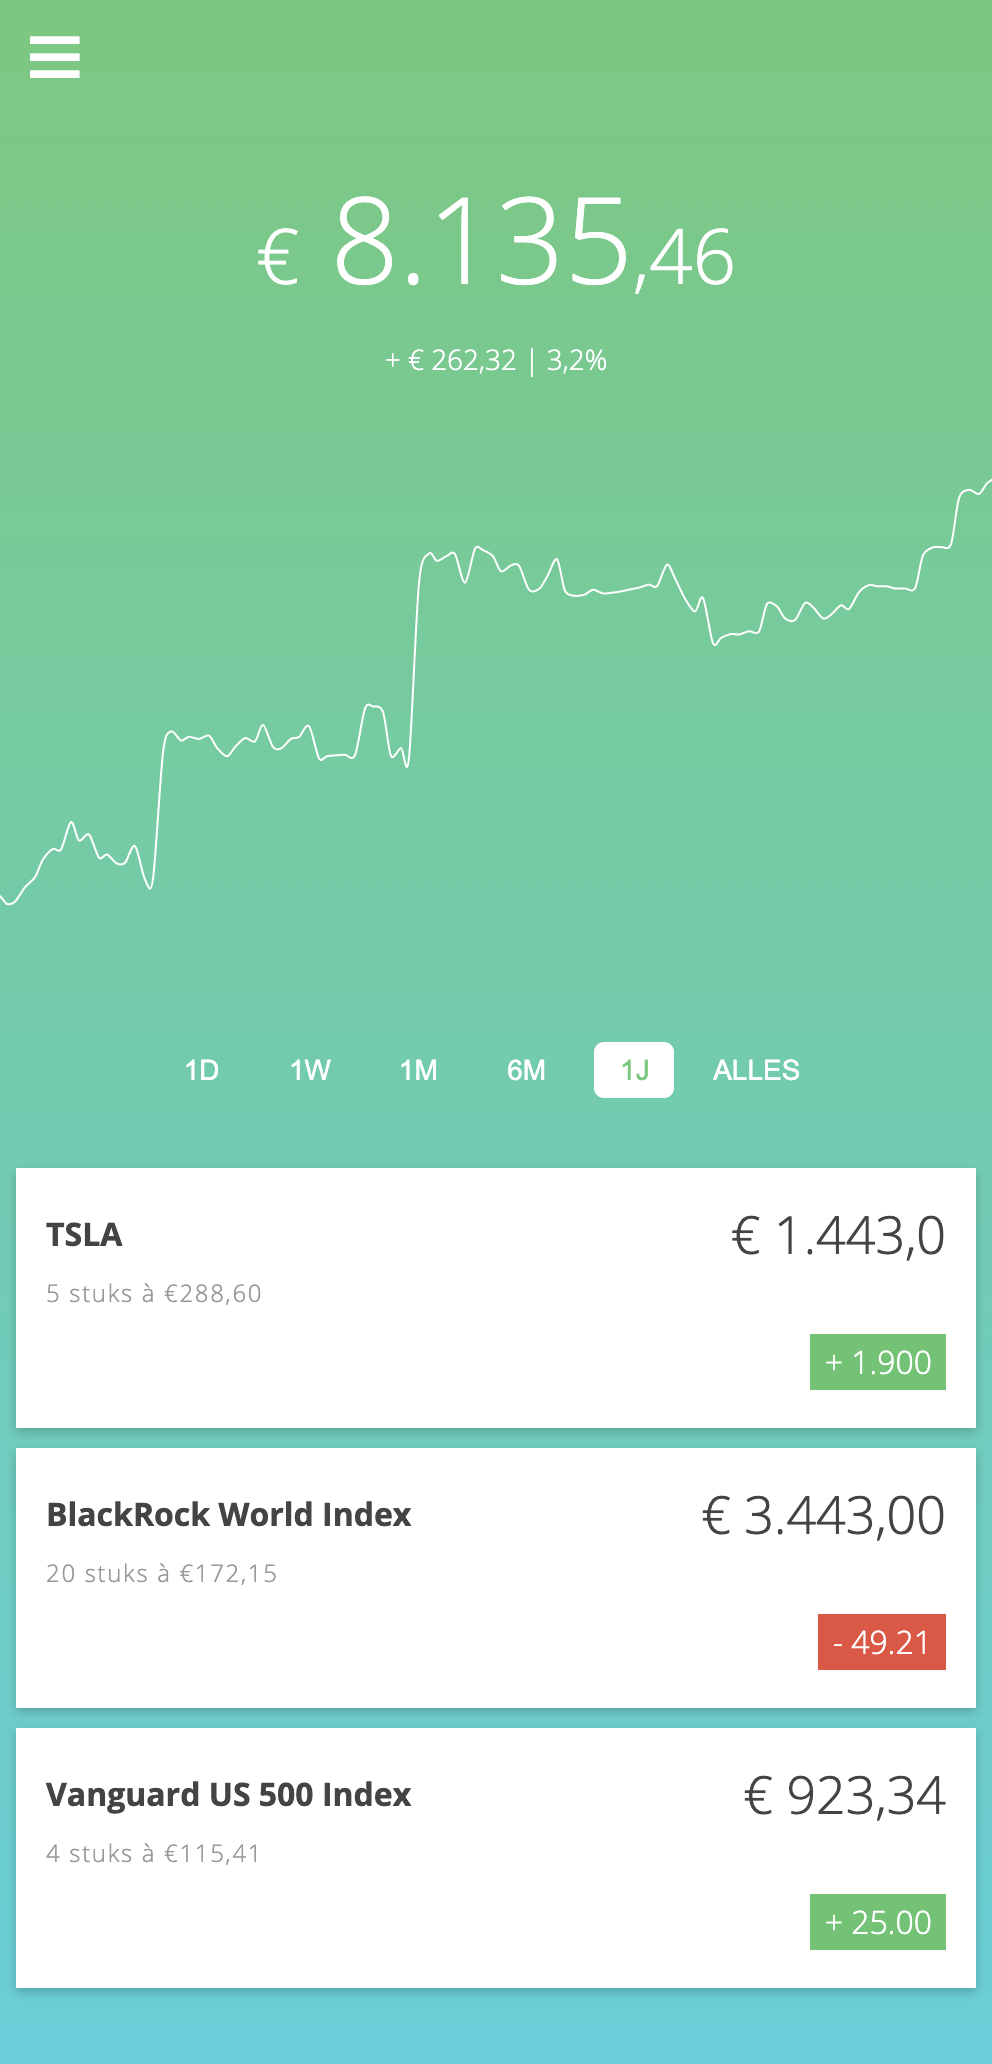 € 8.135,46
+ € 262,32 | 3,2%
1D 1W 1M 6M 1J ALLES
TSLA € 1.443,0
5 stuks à €288,60
+ 1.900
BlackRock World Index € 3.443,00
20 stuks à €172,15
- 49.21
Vanguard US 500 Index € 923,34
4 stuks à €115,41
+ 25.00